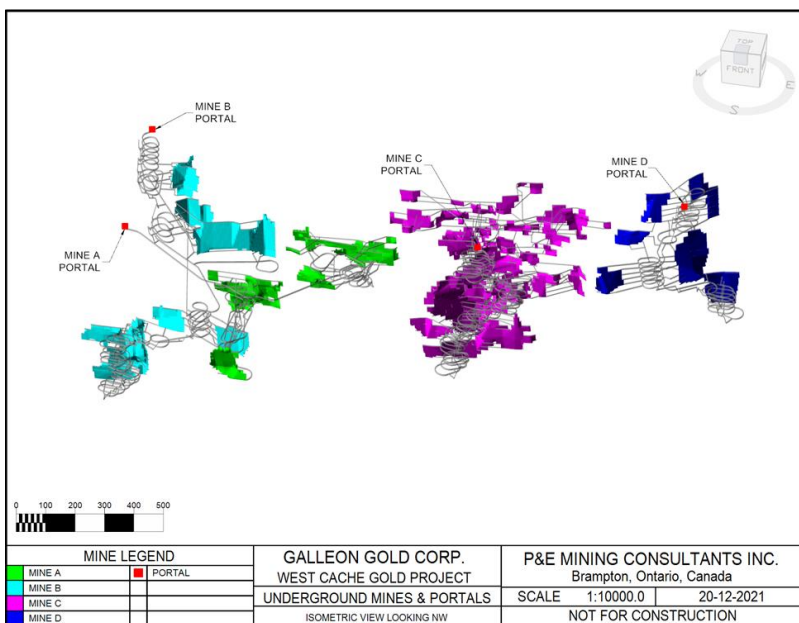 TOP
FRONT
W
E
S
MINE B
PORTAL
MINE C
PORTAL
MINE D
PORTAL
MINE A
PORTAL
0 100 200 300 400 500
MINE LEGEND
MINE A PORTAL
MINE B
MINE C
MINE D
GALLEON GOLD CORP.
WEST CACHE GOLD PROJECT
UNDERGROUND MINES & PORTALS
ISOMETRIC VIEW LOOKING NW
P&E MINING CONSULTANTS INC.
Brampton, Ontario, Canada
SCALE 1:10000.0 20-12-2021
NOT FOR CONSTRUCTION